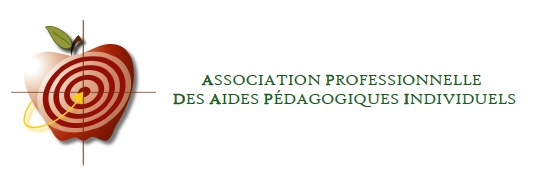 ASSOCIATION PROFESSIONNELLE
DES AIDES PÉDAGOGIQUES INDIVIDUELS